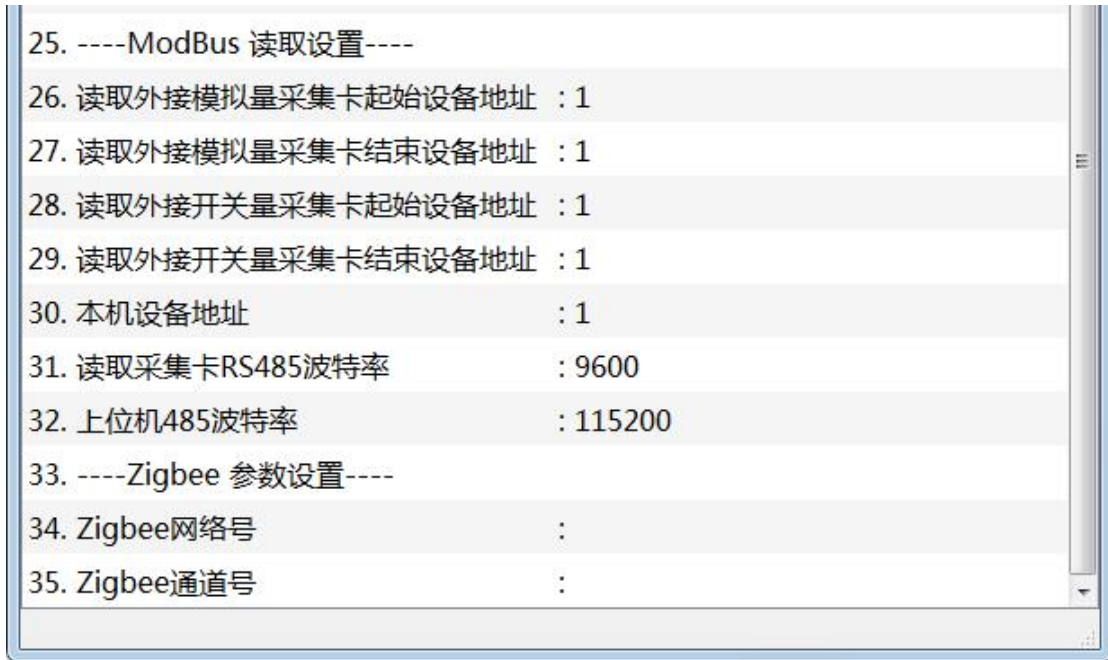 25. ----ModBus 读取设置----
26. 读取外接模拟量采集卡起始设备地址 : 1
27. 读取外接模拟量采集卡结束设备地址 : 1
28. 读取外接开关量采集卡起始设备地址 : 1
29. 读取外接开关量采集卡结束设备地址 : 1
30. 本机设备地址 : 1
31. 读取采集卡RS485波特率 : 9600
32. 上位机485波特率 : 115200
33. ----Zigbee 参数设置----
34. Zigbee网络号 :
35. Zigbee通道号 :